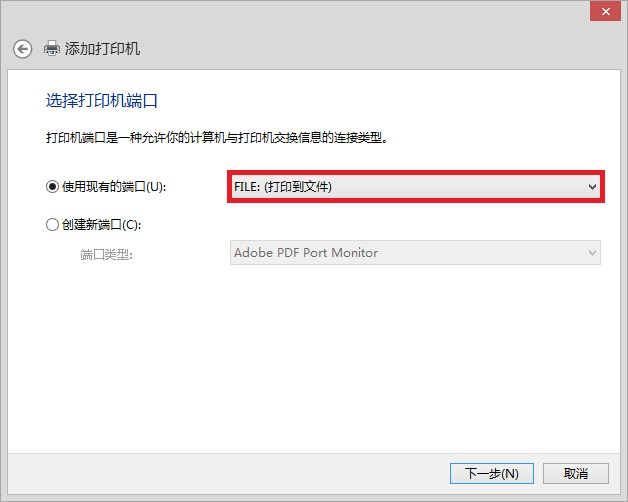 添加打印机
选择打印机端口
打印机端口是一种允许你的计算机与打印机交换信息的连接类型。
使用现有的端口(U): FILE: (打印到文件)
创建新端口(C):
端口类型: Adobe PDF Port Monitor
下一步(N) 取消